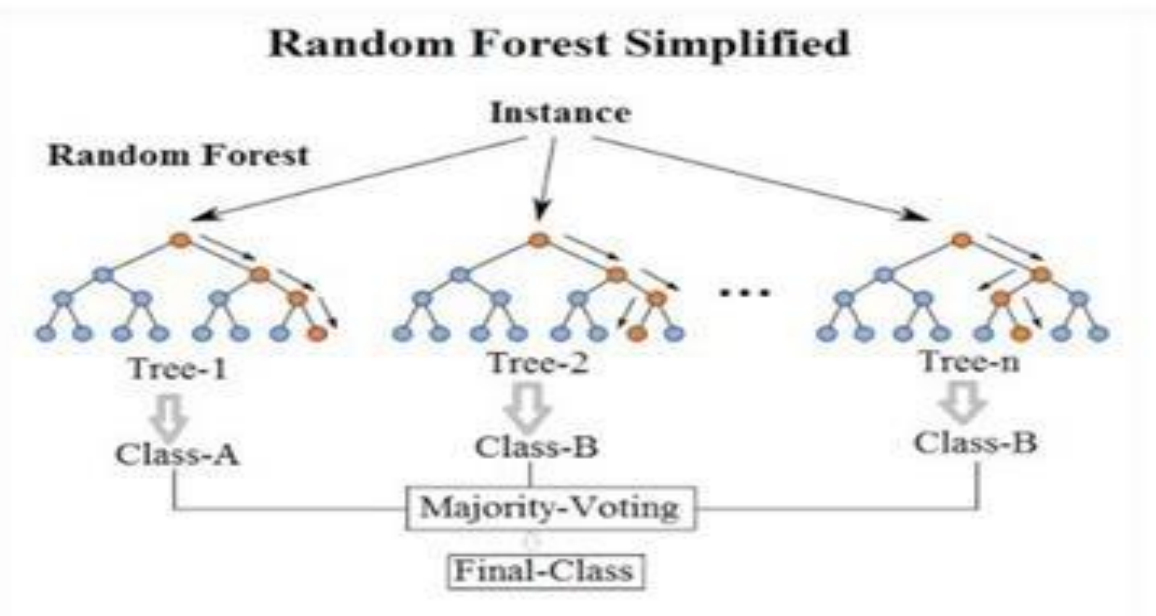 Random Forest Simplified
Instance
Random Forest
...
Tree-1
Tree-2
Tree-n
Class-A
Class-B
Class-B
Majority-Voting
Final-Class